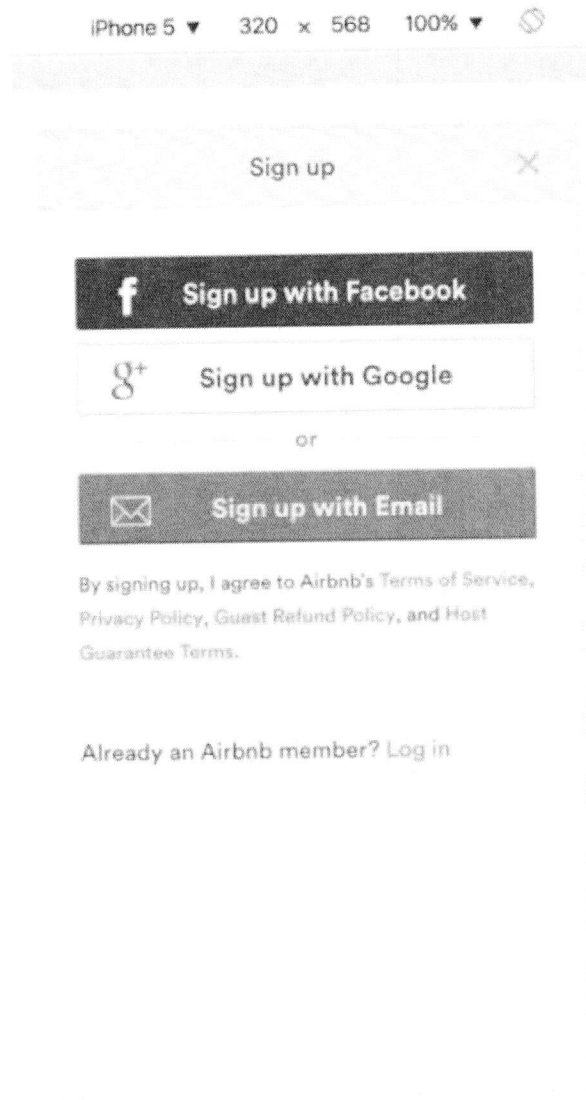 iPhone 5 ▼ 320 x 568 100% ▼
Sign up ×
f Sign up with Facebook
g+ Sign up with Google
or
Sign up with Email
By signing up, I agree to Airbnb's Terms of Service,
Privacy Policy, Guest Refund Policy, and Host
Guarantee Terms.
Already an Airbnb member? Log in